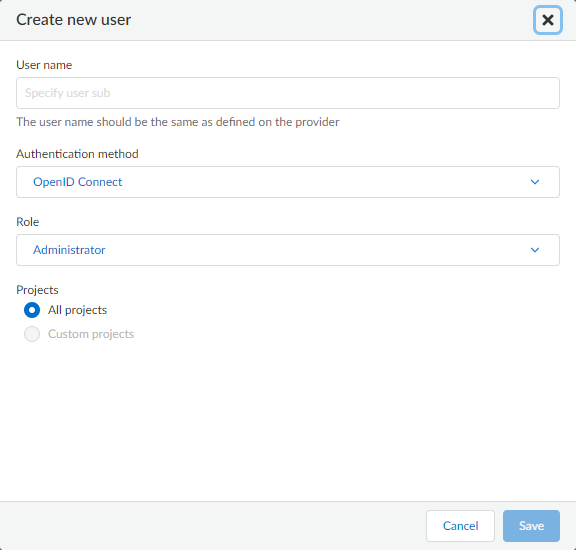 Create new user
User name
Specify user sub
The user name should be the same as defined on the provider
Authentication method
OpenID Connect
Role
Administrator
Projects
All projects
Custom projects
Cancel
Save